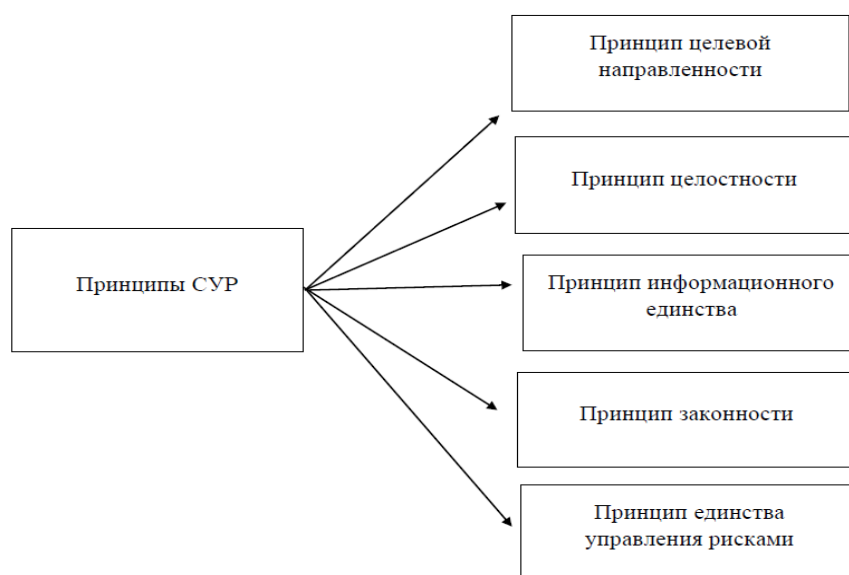 Принцип целевой
направленности
Принцип целостности
Принципы СУР
Принцип информационного
единства
Принцип законности
Принцип единства
управления рисками